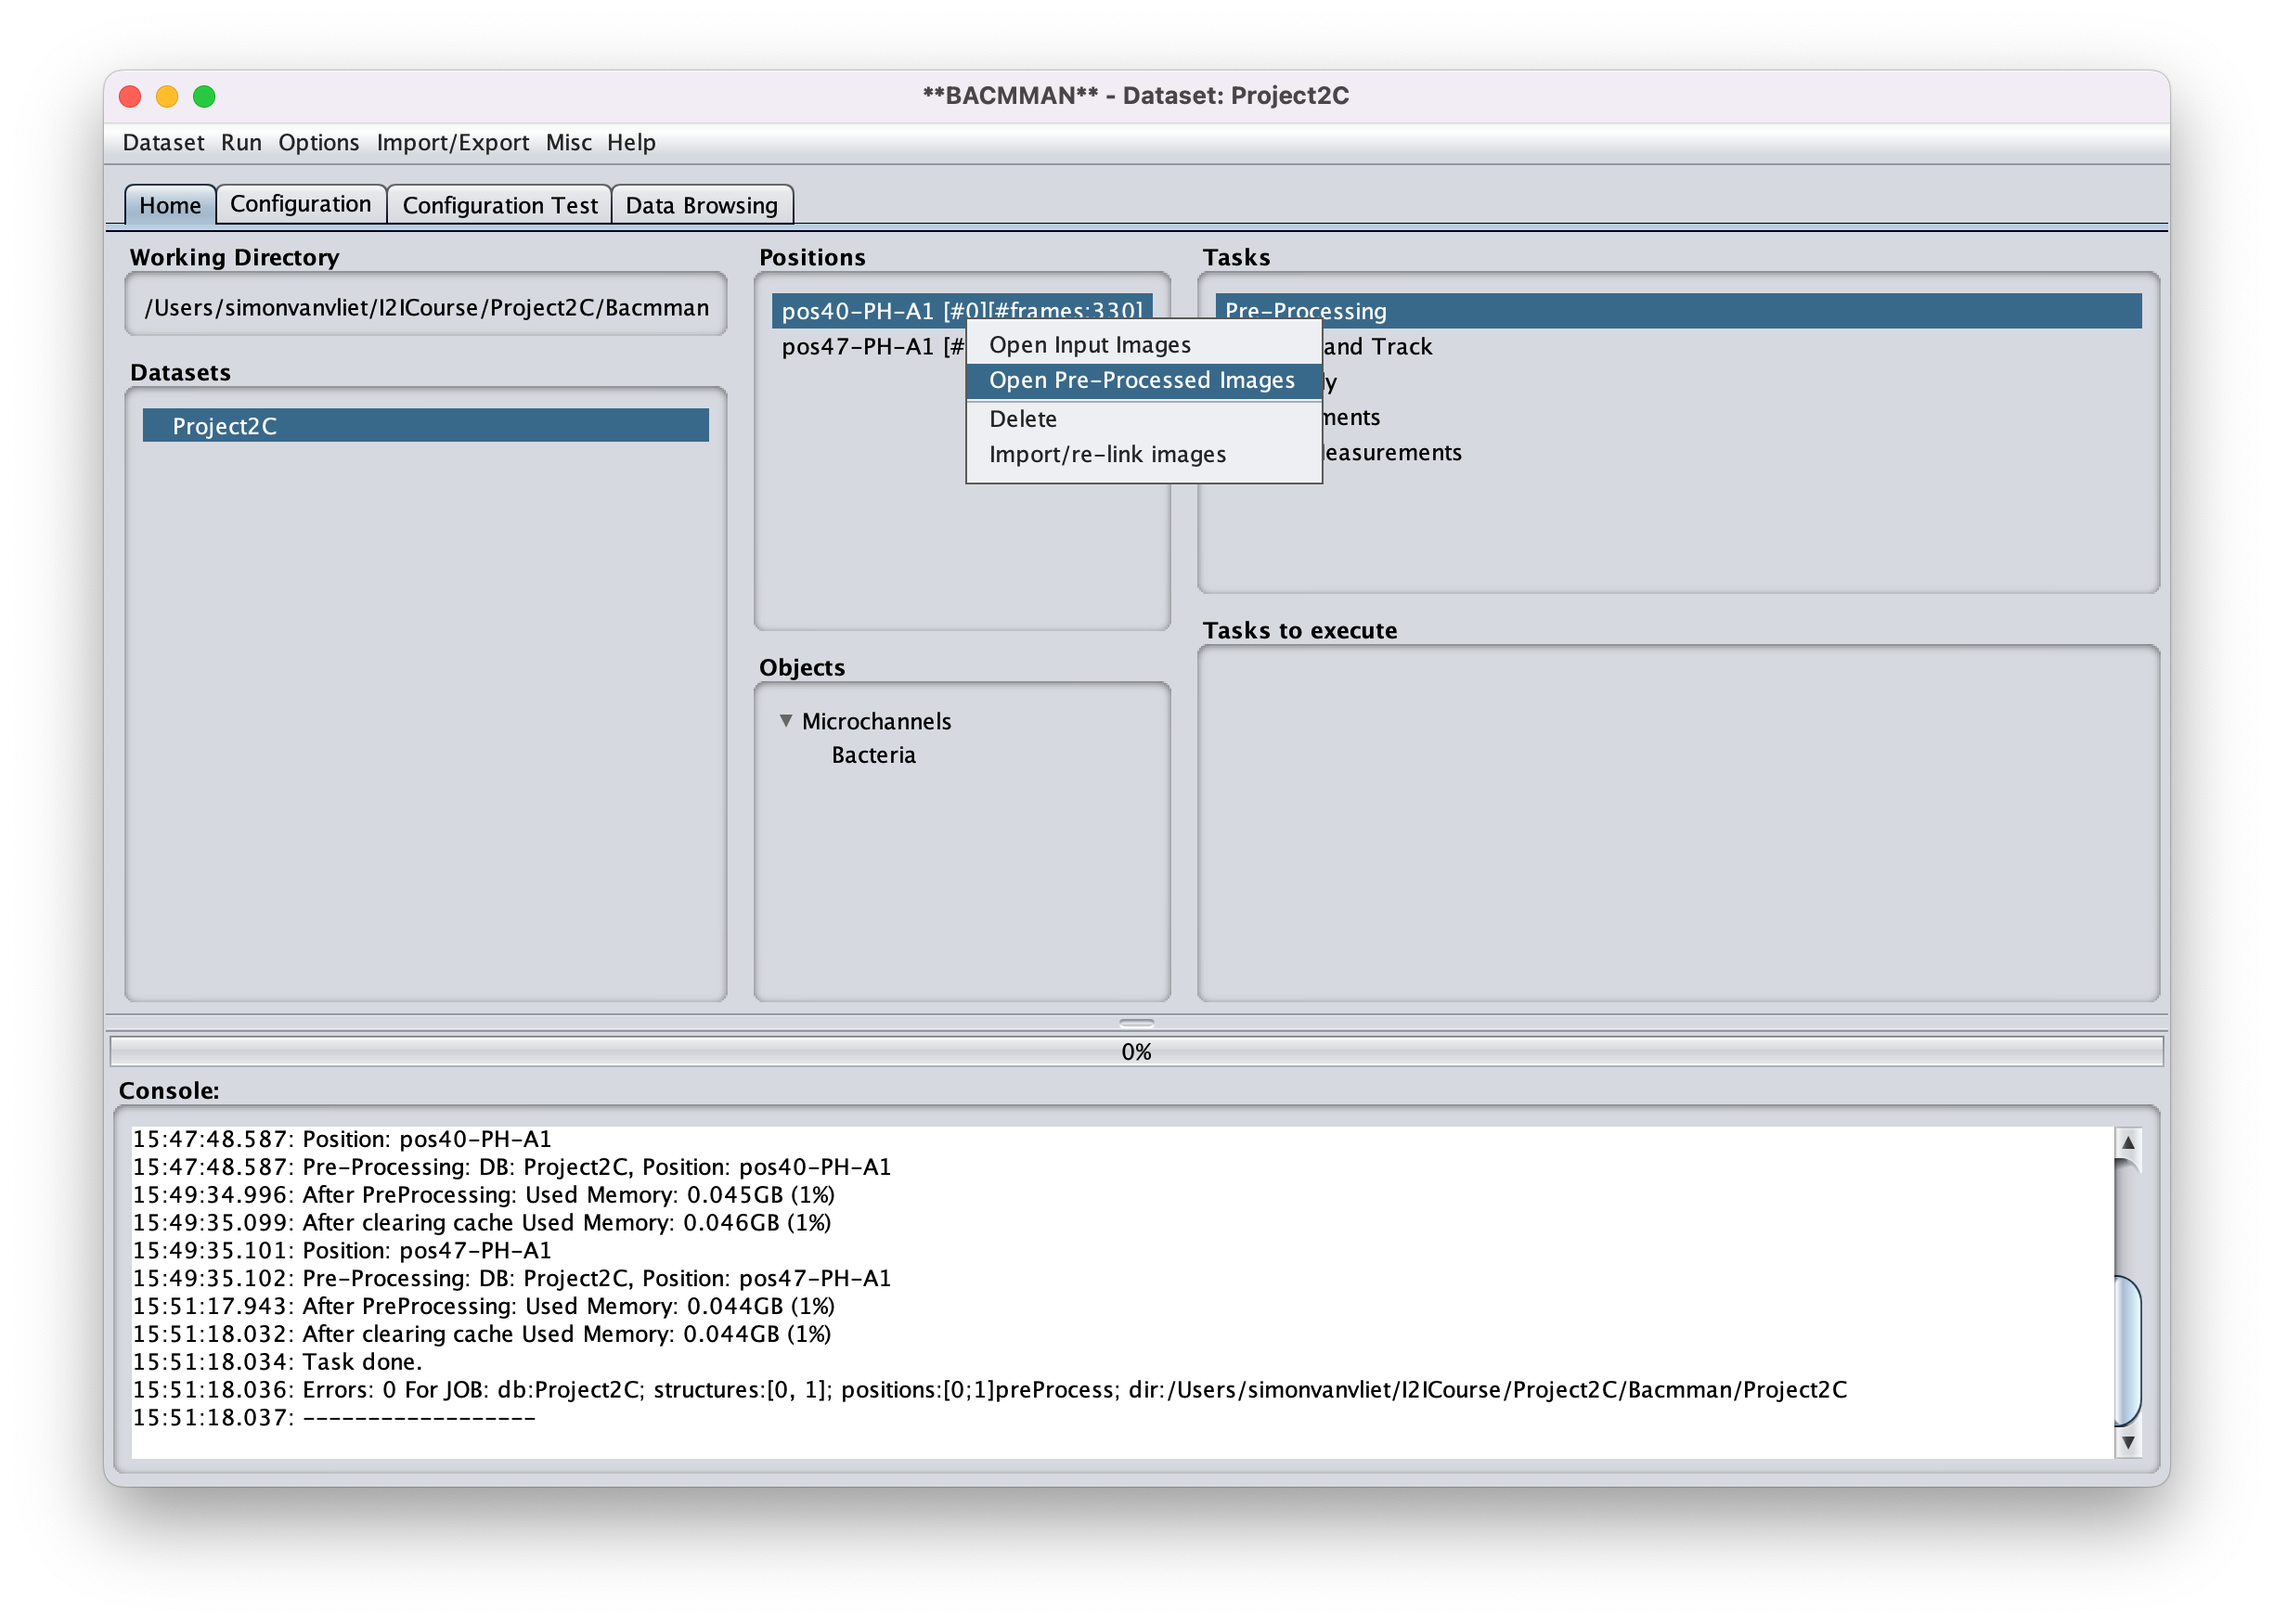 **BACMMAN** - Dataset: Project2C
Dataset Run Options Import/Export Misc Help
Home Configuration Configuration Test Data Browsing
Working Directory
/Users/simonvanvliet/I2ICourse/Project2C/Bacmman
Datasets
Project2C
Positions
pos40-PH-A1 [#0][#frames:330]
pos47-PH-A1 [#
Open Input Images
Open Pre-Processed Images
Delete
Import/re-link images
Objects
Microchannels
Bacteria
Tasks
Pre-Processing
and Track
Tasks to execute
0%
Console:
15:47:48.587: Position: pos40-PH-A1
15:47:48.587: Pre-Processing: DB: Project2C, Position: pos40-PH-A1
15:49:34.996: After PreProcessing: Used Memory: 0.045GB (1%)
15:49:35.099: After clearing cache Used Memory: 0.046GB (1%)
15:49:35.101: Position: pos47-PH-A1
15:49:35.102: Pre-Processing: DB: Project2C, Position: pos47-PH-A1
15:51:17.943: After PreProcessing: Used Memory: 0.044GB (1%)
15:51:18.032: After clearing cache Used Memory: 0.044GB (1%)
15:51:18.034: Task done.
15:51:18.036: Errors: 0 For JOB: db:Project2C; structures:[0, 1]; positions:[0;1]preProcess; dir:/Users/simonvanvliet/I2ICourse/Project2C/Bacmman/Project2C
15:51:18.037: ------------------